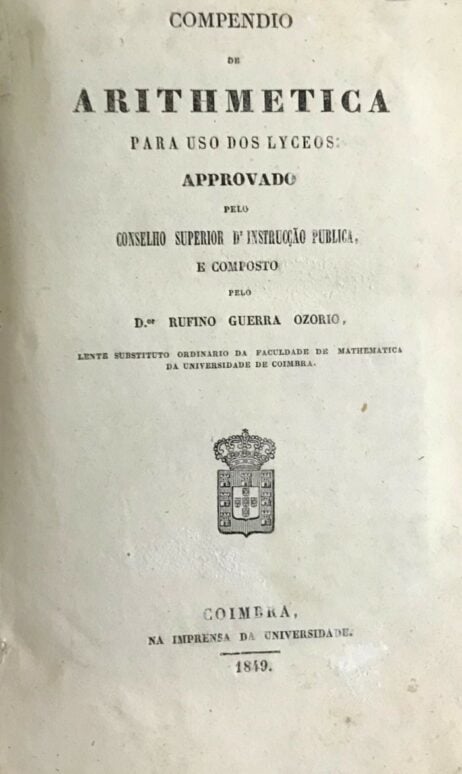 COMPENDIO
DE
ARITHMETICA
PARA USO DOS LYCEOS:
APPROVADO
PELO
CONSELHO SUPERIOR D'INSTRUCÇÃO PUBLICA,
E COMPOSTO
PELO
D.or RUFINO GUERRA OZORIO,
LENTE SUBSTITUTO ORDINARIO DA FACULDADE DE MATHEMATICA
DA UNIVERSIDADE DE COIMBRA.
COIMBRA,
NA IMPRENSA DA UNIVERSIDADE.
1849.